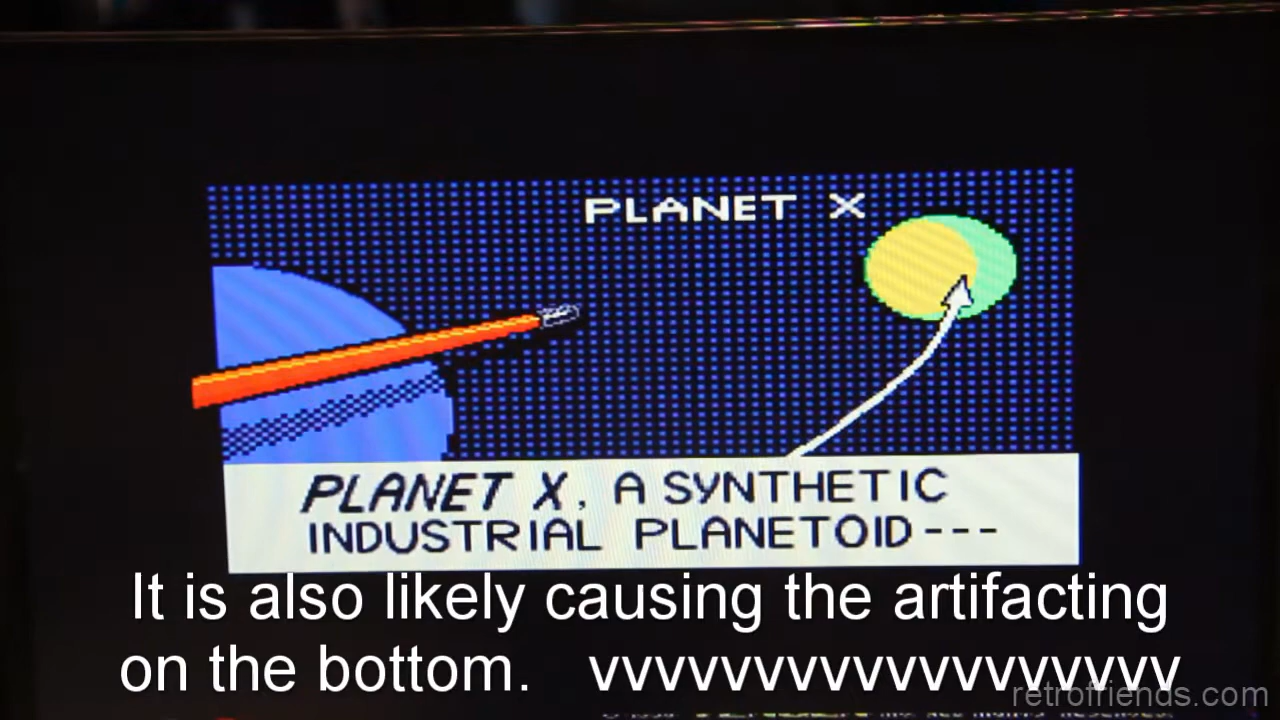 PLANET X
PLANET X, A SYNTHETIC
INDUSTRIAL PLANETOID---
It is also likely causing the artifacting
on the bottom. vvvvvvvvvvvvvvvvvv
retrofriends.com